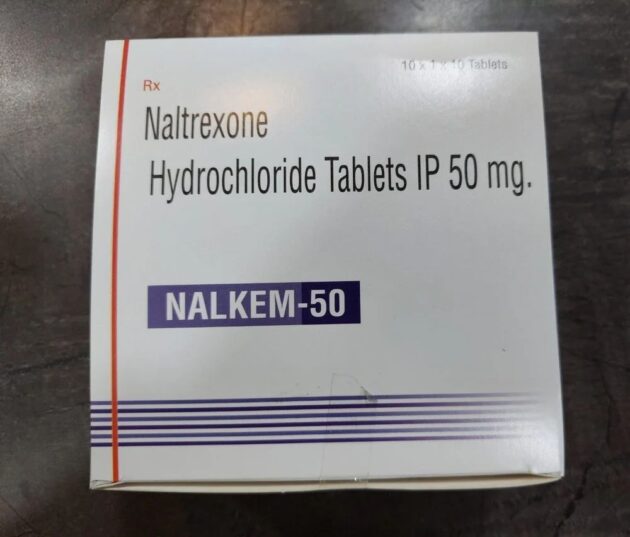 10 x 1 x 10 Tablets
Rx
Naltrexone
Hydrochloride Tablets IP 50 mg.
NALKEM-50